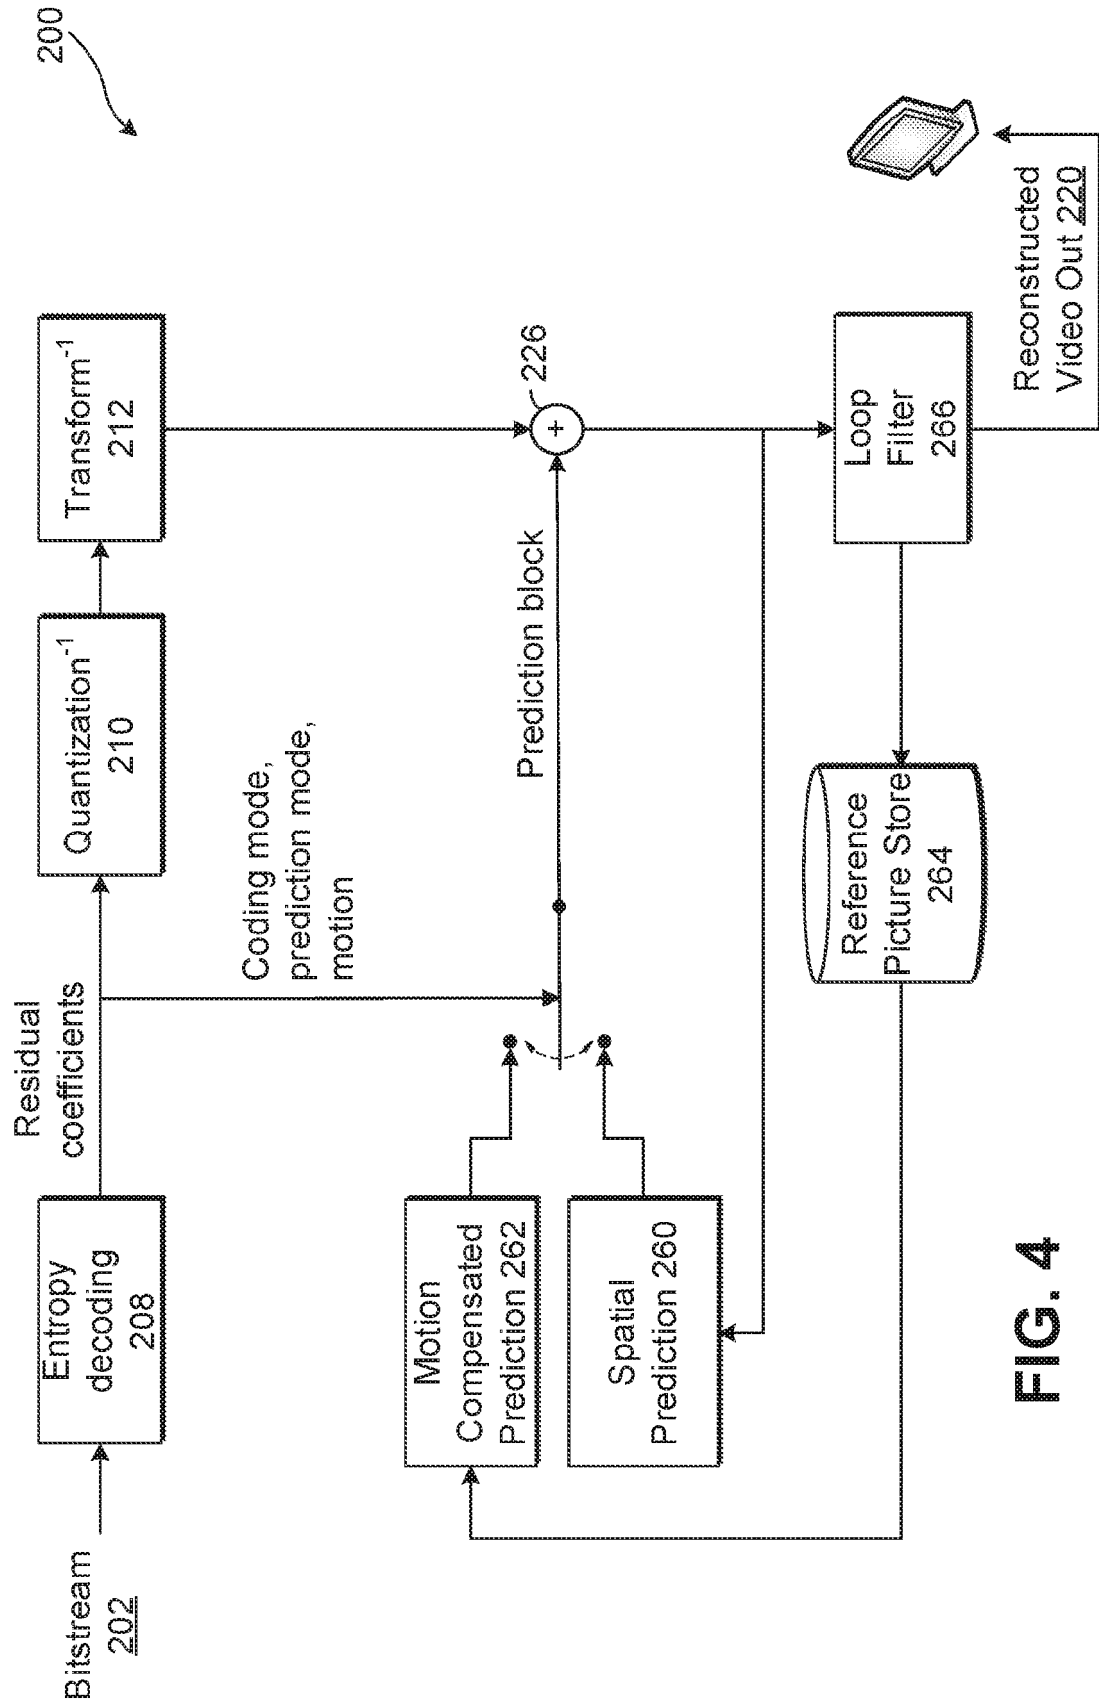 200
Bitstream
202
Entropy
decoding
208
Residual
coefficients
Quantization⁻¹
210
Transform⁻¹
212
Coding mode,
prediction mode,
motion
Motion
Compensated
Prediction 262
Spatial
Prediction 260
Prediction block
+
226
Reference
Picture Store
264
Loop
Filter
266
Reconstructed
Video Out 220
FIG. 4